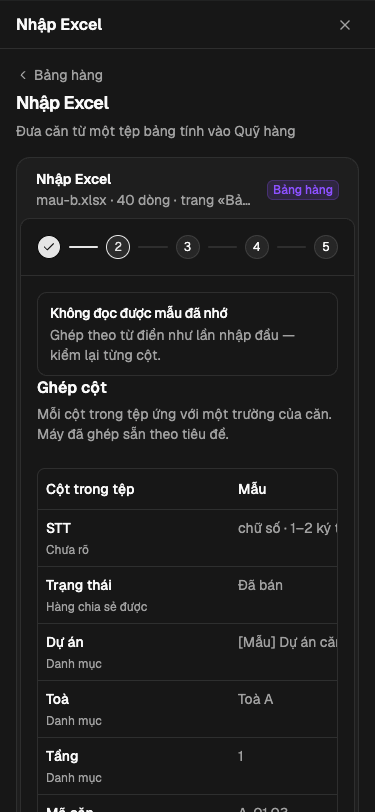 Nhập Excel
Bảng hàng
Nhập Excel
Đưa căn từ một tệp bảng tính vào Quỹ hàng
Nhập Excel
mau-b.xlsx · 40 dòng · trang «Bả...
Bảng hàng
2 3 4 5
Không đọc được mẫu đã nhớ
Ghép theo từ điển như lần nhập đầu —
kiểm lại từng cột.
Ghép cột
Mỗi cột trong tệp ứng với một trường của căn.
Máy đã ghép sẵn theo tiêu đề.
Cột trong tệp Mẫu
STT chữ số · 1–2 ký
Chưa rõ
Trạng thái Đã bán
Hàng chia sẻ được
Dự án [Mẫu] Dự án
Danh mục
Toà Toà A
Danh mục
Tầng 1
Danh mục